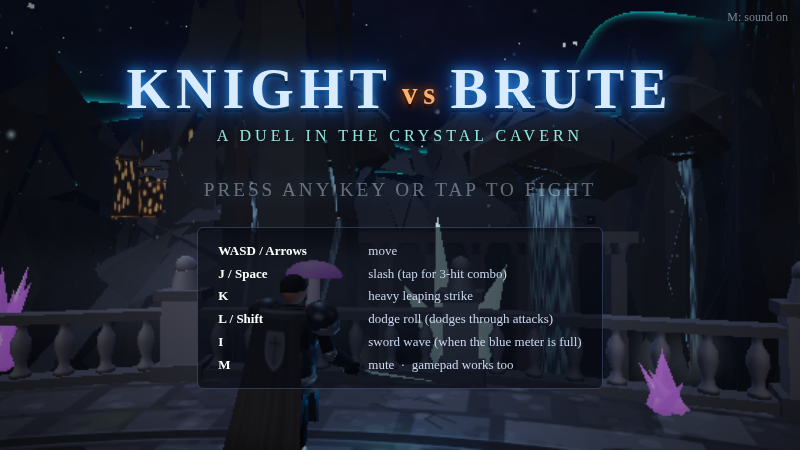 M: sound on
KNIGHT vs BRUTE
A DUEL IN THE CRYSTAL CAVERN
PRESS ANY KEY OR TAP TO FIGHT
WASD / Arrows move
J / Space slash (tap for 3-hit combo)
K heavy leaping strike
L / Shift dodge roll (dodges through attacks)
I sword wave (when the blue meter is full)
M mute · gamepad works too